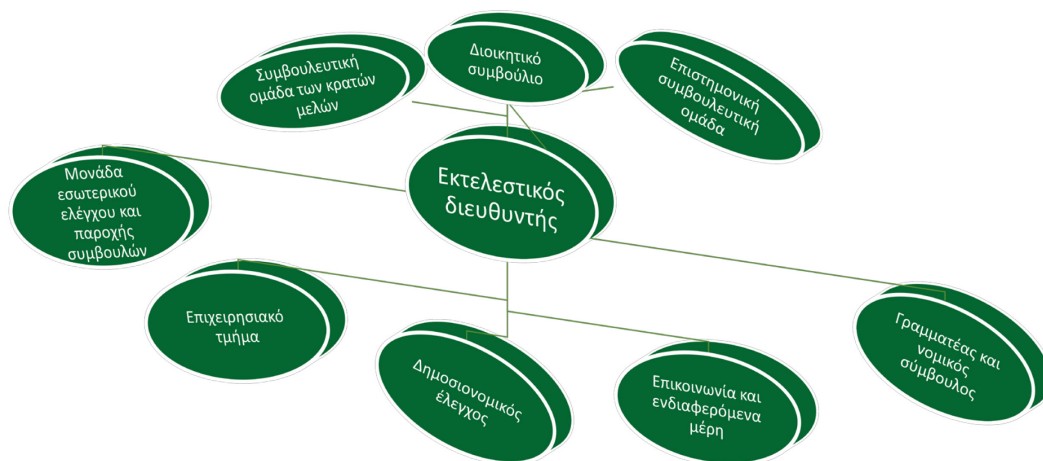 Συμβουλευτική
ομάδα των κρατών
μελών
Διοικητικό
συμβούλιο
Επιστημονική
συμβουλευτική
ομάδα
Εκτελεστικός
διευθυντής
Μονάδα
εσωτερικού
ελέγχου και
παροχής
συμβουλών
Επιχειρησιακό
τμήμα
Δημοσιονομικός
έλεγχος
Επικοινωνία και
ενδιαφερόμενα
μέρη
Γραμματέας και
νομικός
σύμβουλος